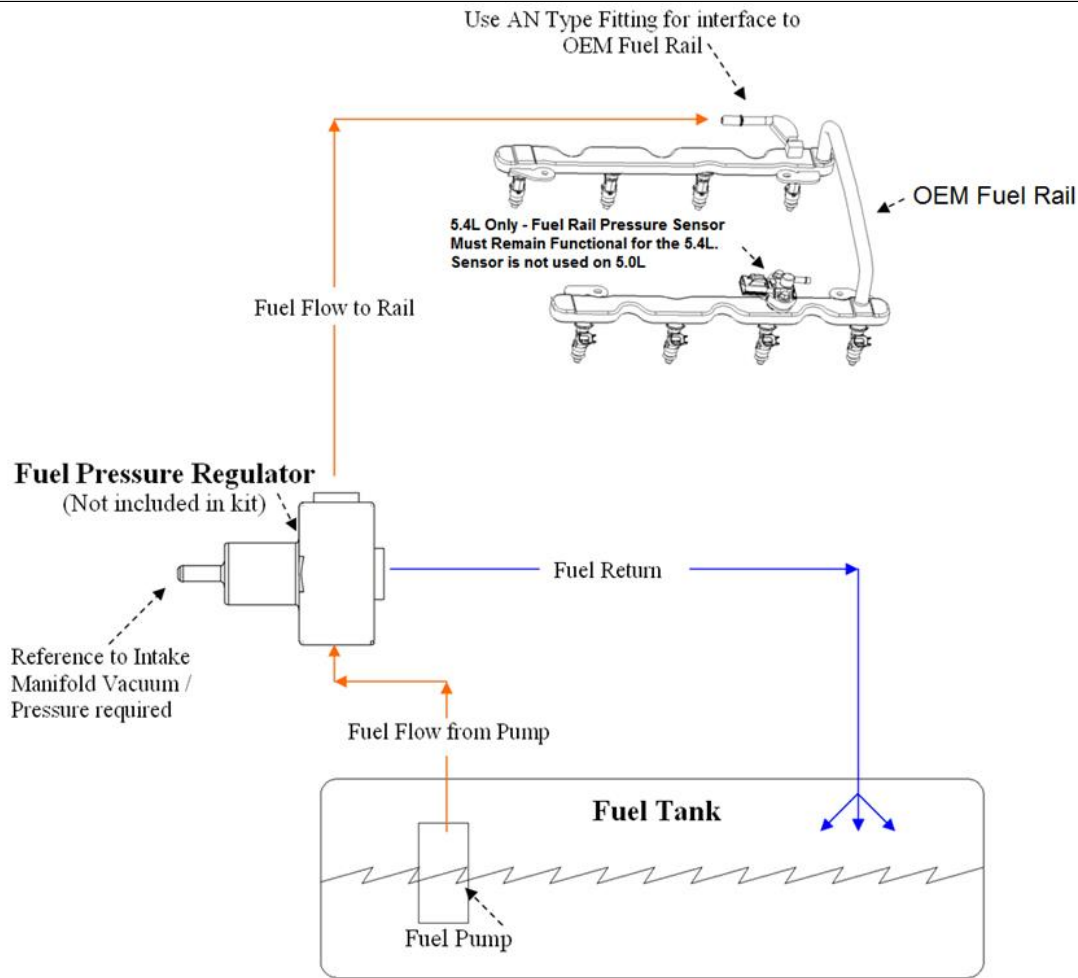 Use AN Type Fitting for interface to
OEM Fuel Rail
OEM Fuel Rail
5.4L Only - Fuel Rail Pressure Sensor
Must Remain Functional for the 5.4L.
Sensor is not used on 5.0L
Fuel Flow to Rail
Fuel Pressure Regulator
(Not included in kit)
Fuel Return
Reference to Intake
Manifold Vacuum /
Pressure required
Fuel Flow from Pump
Fuel Tank
Fuel Pump